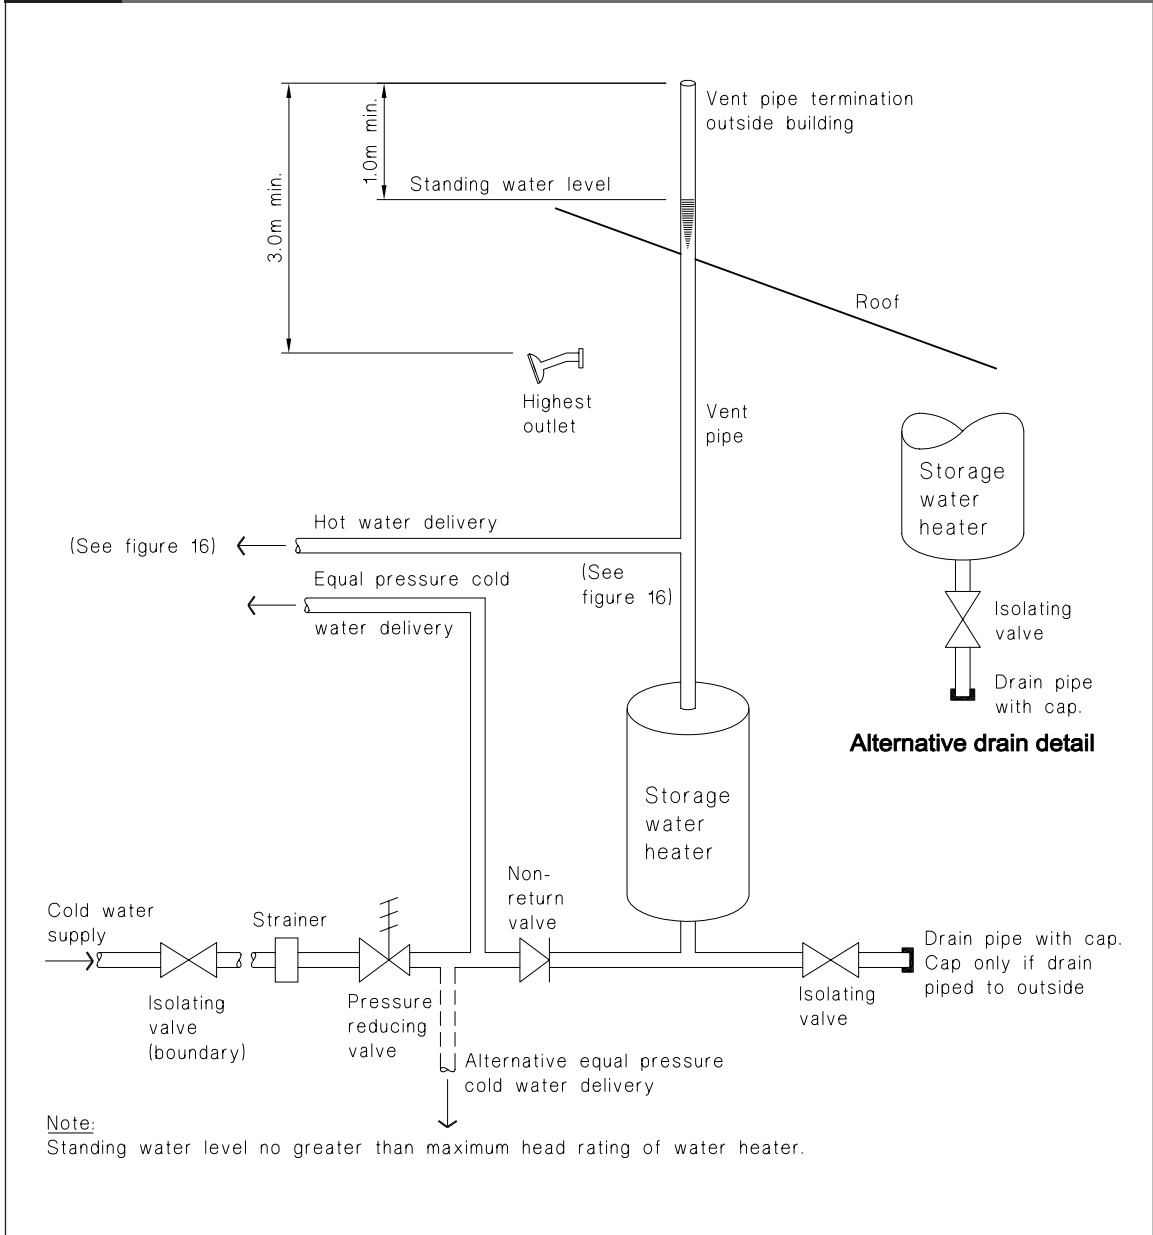 Vent pipe termination
outside building
1.0m min.
Standing water level
3.0m min.
Roof
Highest
outlet
Vent
pipe
Storage
water
heater
Hot water delivery
(See figure 16)
(See
figure 16)
Equal pressure cold
water delivery
Isolating
valve
Drain pipe
with cap.
Alternative drain detail
Storage
water
heater
Non-
return
valve
Cold water
supply
Strainer
Drain pipe with cap.
Cap only if drain
piped to outside
Isolating
valve
(boundary)
Pressure
reducing
valve
Isolating
valve
Alternative equal pressure
cold water delivery
Note:
Standing water level no greater than maximum head rating of water heater.